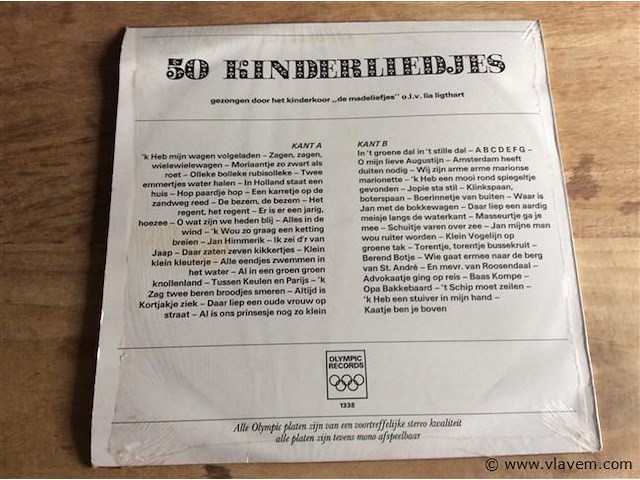 50 KINDERLIEDJES
gezongen door het kinderkoor „de madeliefjes" o.l.v. lia ligthart
KANT A
'k Heb mijn wagen volgeladen – Zagen, zagen,
wielewielewagen – Moriaantje zo zwart als
roet – Olleke bolleke rubisolleke – Twee
emmertjes water halen – In Holland staat een
huis – Hop paardje hop – Een karretje op de
zandweg reed – De bezem, de bezem – Het
regent, het regent – Er is er een jarig,
hoezee – O wat zijn we heden blij – Alles in de
wind – 'k Wou zo graag een ketting
breien – Jan Himmerik – Ik zei d'r van
Jaap – Daar zaten zeven kikkertjes – Klein
klein kleuterje – Alle eendjes zwemmen in
het water – Al in een groen groen
knollenland – Tussen Keulen en Parijs – 'k
Zag twee beren broodjes smeren – Altijd is
Kortjakje ziek – Daar liep een oude vrouw op
straat – Al is ons prinsesje nog zo klein
KANT B
In 't groene dal in 't stille dal – A B C D E F G –
O mijn lieve Augustijn – Amsterdam heeft
duiten nodig – Wij zijn arme arme marionse
marionette – 'k Heb een mooi rond spiegeltje
gevonden – Jopie sta stil – Klinkspaan,
boterspaan – Boerinnetje van buiten – Waar is
Jan met de bokkewagen – Daar liep een aardig
meisje langs de waterkant – Masseurtje ga je
mee – Schuitje varen over zee – Jan mijne man
wou ruiter worden – Klein Vogelijn op
groene tak – Torentje, torentje bussekruit –
Berend Botje – Wie gaat ermee naar de berg
van St. André – En mevr. van Roosendaal –
Advokaatje ging op reis – Baas Kompe –
Opa Bakkebaard – 't Schip moet zeilen –
'k Heb een stuiver in mijn hand –
Kaatje ben je boven
OLYMPIC
RECORDS
1338
Alle Olympic platen zijn van een voortreffelijke stereo kwaliteit
alle platen zijn tevens mono afspeelbaar
© www.vlavem.com